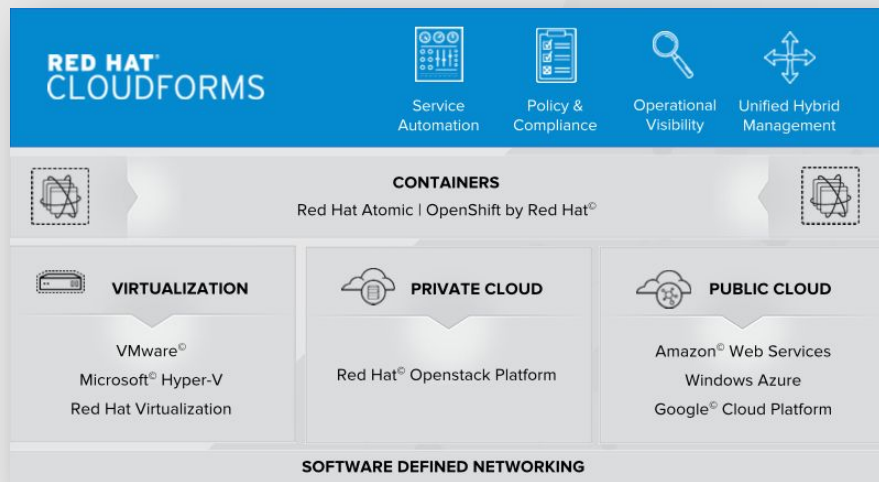 RED HAT®
CLOUDFORMS
Service
Automation
Policy &
Compliance
Operational
Visibility
Unified Hybrid
Management
CONTAINERS
Red Hat Atomic | OpenShift by Red Hat©
VIRTUALIZATION
VMware©
Microsoft© Hyper-V
Red Hat Virtualization
PRIVATE CLOUD
Red Hat© Openstack Platform
PUBLIC CLOUD
Amazon© Web Services
Windows Azure
Google© Cloud Platform
SOFTWARE DEFINED NETWORKING